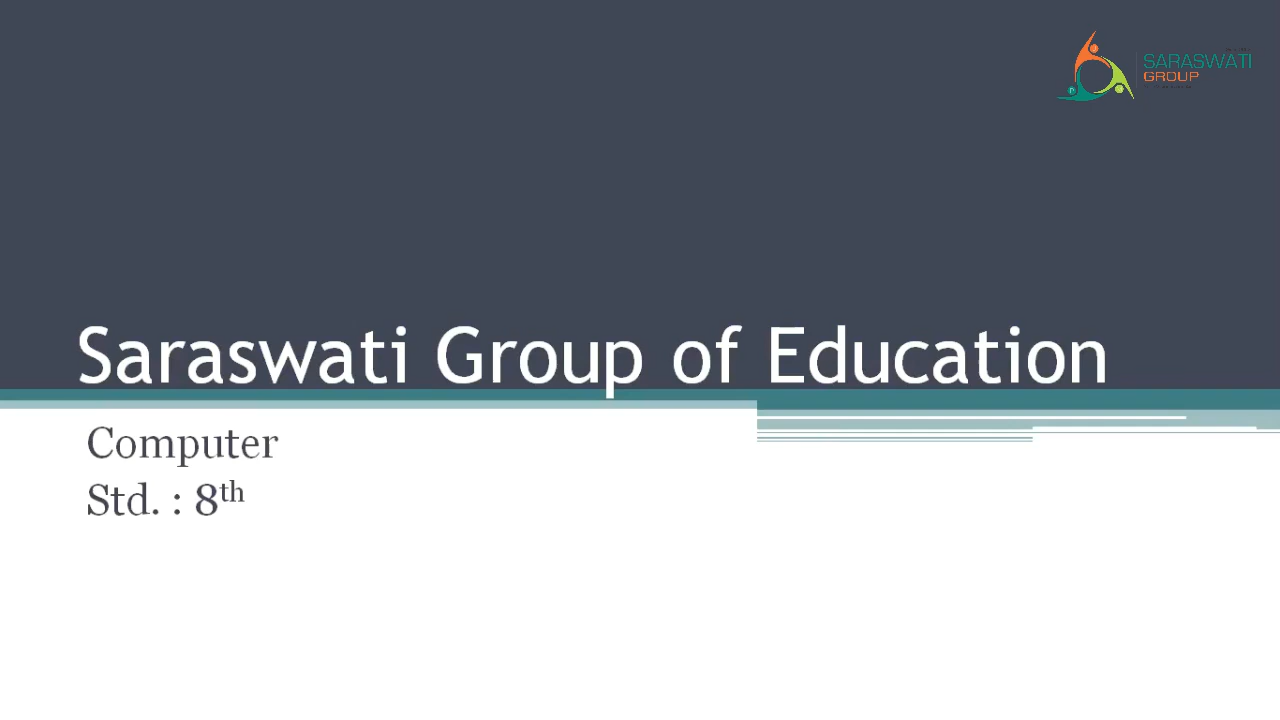 SARASWATI
GROUP
Saraswati Group of Education
Computer
Std. : 8th